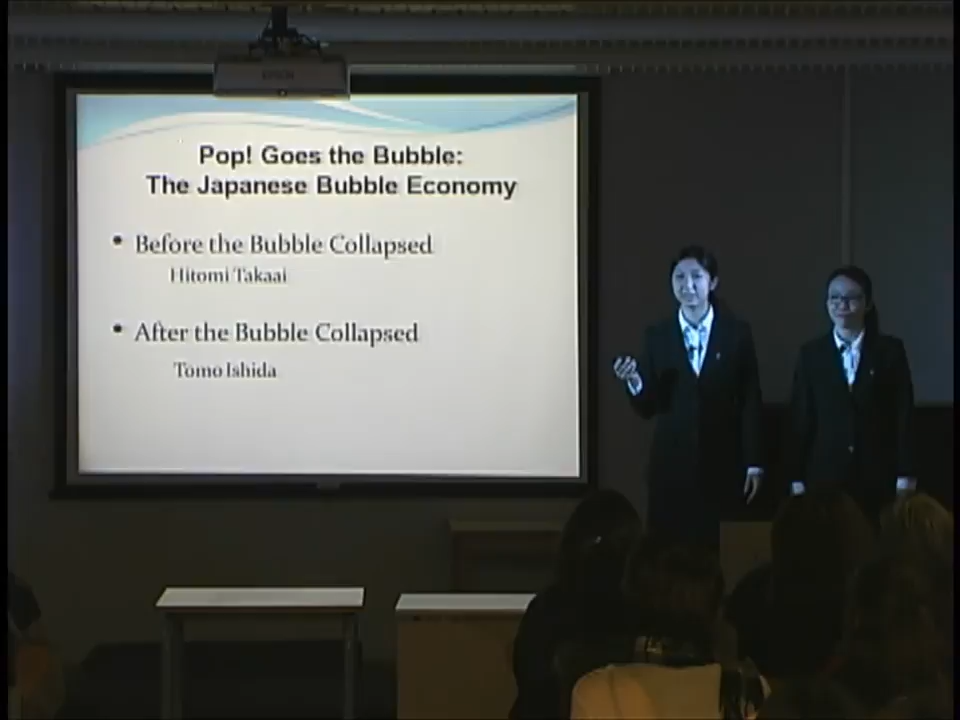 EPSON
Pop! Goes the Bubble:
The Japanese Bubble Economy
• Before the Bubble Collapsed
Hitomi Takaai
• After the Bubble Collapsed
Tomo Ishida